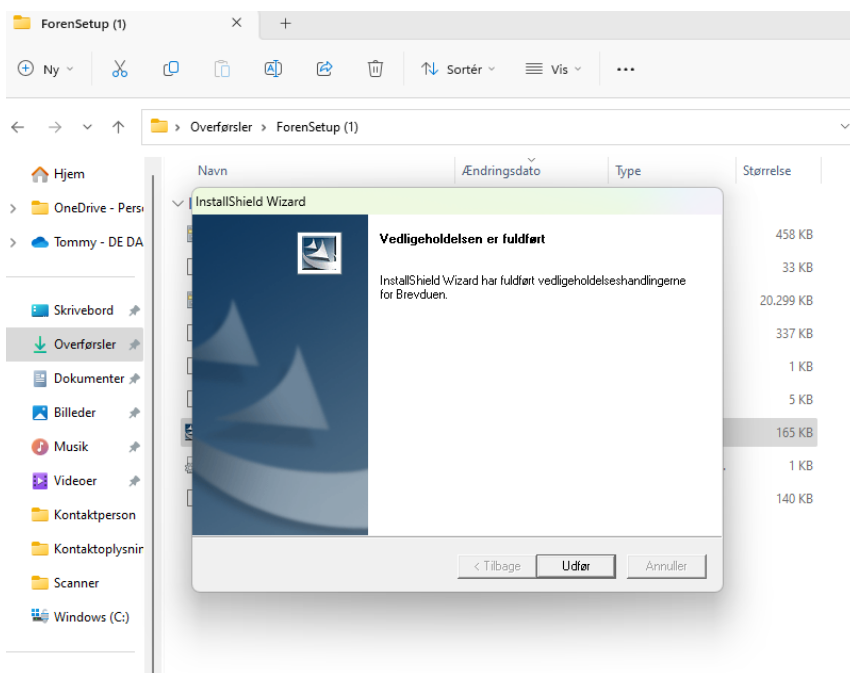 ForenSetup (1)
Ny
Sortér
Vis
Overførsler > ForenSetup (1)
Hjem
OneDrive - Pers
Tommy - DE DA
Skrivebord
Overførsler
Dokumenter
Billeder
Musik
Videoer
Kontaktperson
Kontaktoplysnin
Scanner
Windows (C:)
Navn
Ændringsdato
Type
Størrelse
458 KB
33 KB
20.299 KB
337 KB
1 KB
5 KB
165 KB
1 KB
140 KB
InstallShield Wizard
Vedligeholdelsen er fuldført
InstallShield Wizard har fuldført vedligeholdelseshandlingerne
for Brevduen.
< Tilbage
Udfør
Annuller